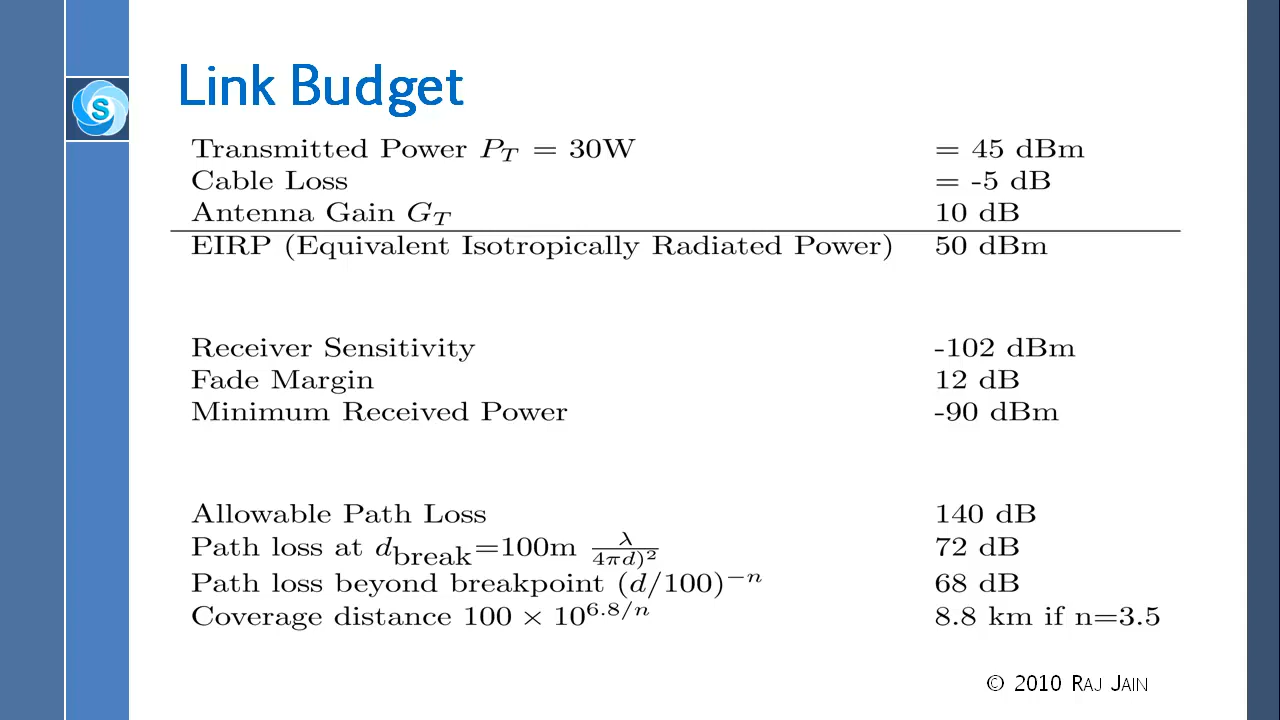 S
Link Budget
Transmitted Power P_T = 30W = 45 dBm
Cable Loss = -5 dB
Antenna Gain G_T 10 dB
EIRP (Equivalent Isotropically Radiated Power) 50 dBm
Receiver Sensitivity -102 dBm
Fade Margin 12 dB
Minimum Received Power -90 dBm
Allowable Path Loss 140 dB
Path loss at d_break=100m λ/4πd)² 72 dB
Path loss beyond breakpoint (d/100)^−n 68 dB
Coverage distance 100 × 10^6.8/n 8.8 km if n=3.5
© 2010 Raj Jain